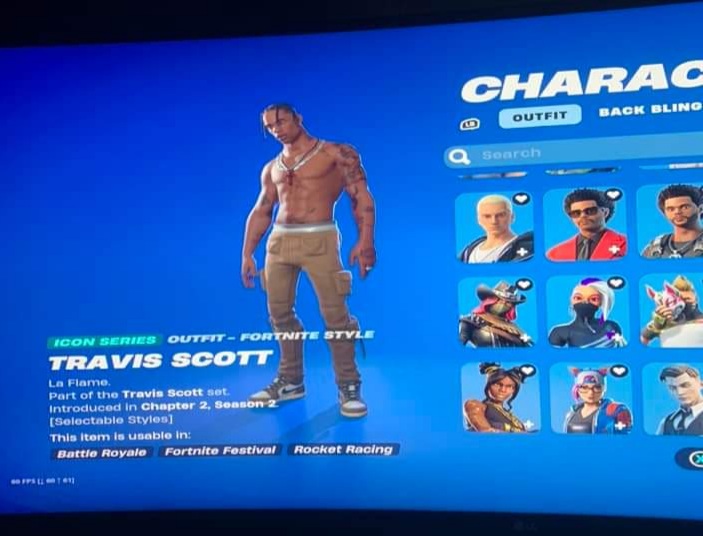 CHARAC
LB
OUTFIT
BACK BLING
Search
ICON SERIES OUTFIT - FORTNITE STYLE
TRAVIS SCOTT
La Flame.
Part of the Travis Scott set.
Introduced in Chapter 2, Season 2.
[Selectable Styles]
This item is usable in:
Battle Royale Fortnite Festival Rocket Racing